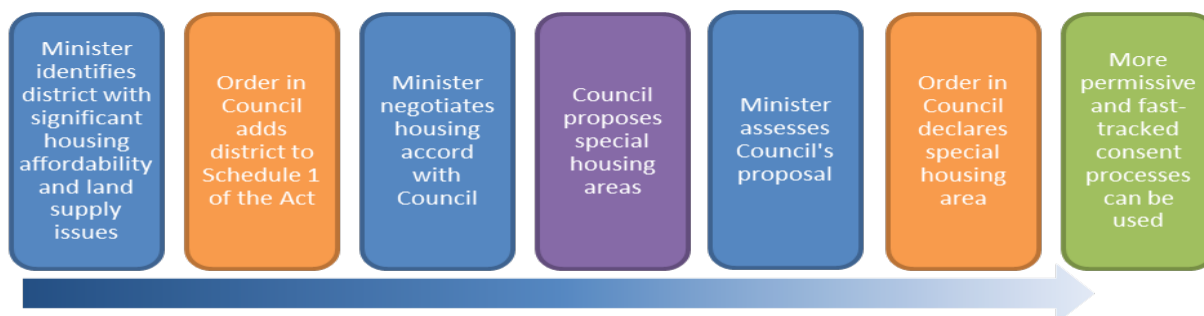 Minister
identifies
district with
significant
housing
affordability
and land
supply
issues
Order in
Council
adds
district to
Schedule 1
of the Act
Minister
negotiates
housing
accord
with
Council
Council
proposes
special
housing
areas
Minister
assesses
Council's
proposal
Order in
Council
declares
special
housing
area
More
permissive
and fast-
tracked
consent
processes
can be
used